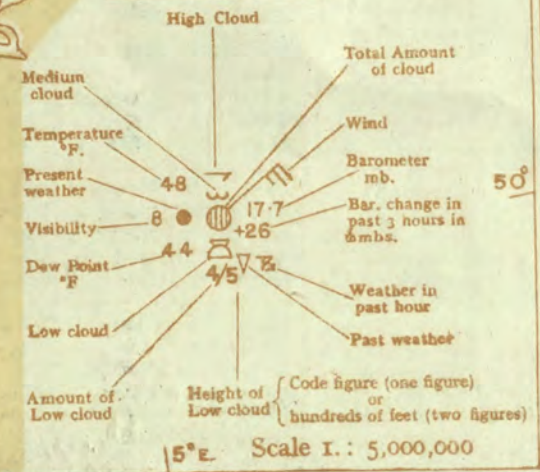 High Cloud
Total Amount
of cloud
Medium
cloud
Wind
Temperature
°F.
Barometer
mb.
48
50°
Present
weather
17.7
Bar. change in
past 3 hours in
mbs.
8
+26
Visibility
Dew Point
°F
44
4/5
Weather in
past hour
Low cloud
Past weather
Amount of
Low cloud
Height of
Low cloud
Code figure (one figure)
or
hundreds of feet (two figures)
5°E.
Scale 1.: 5,000,000